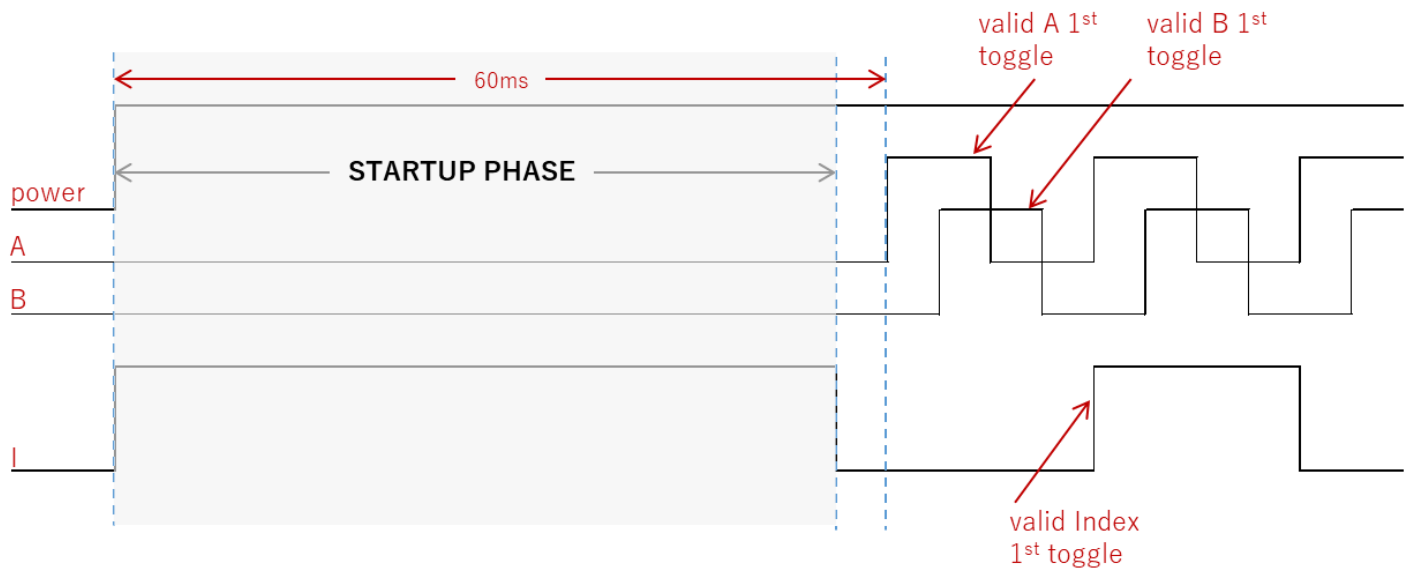 valid A 1st
toggle
valid B 1st
toggle
60ms
STARTUP PHASE
power
A
B
I
valid Index
1st toggle